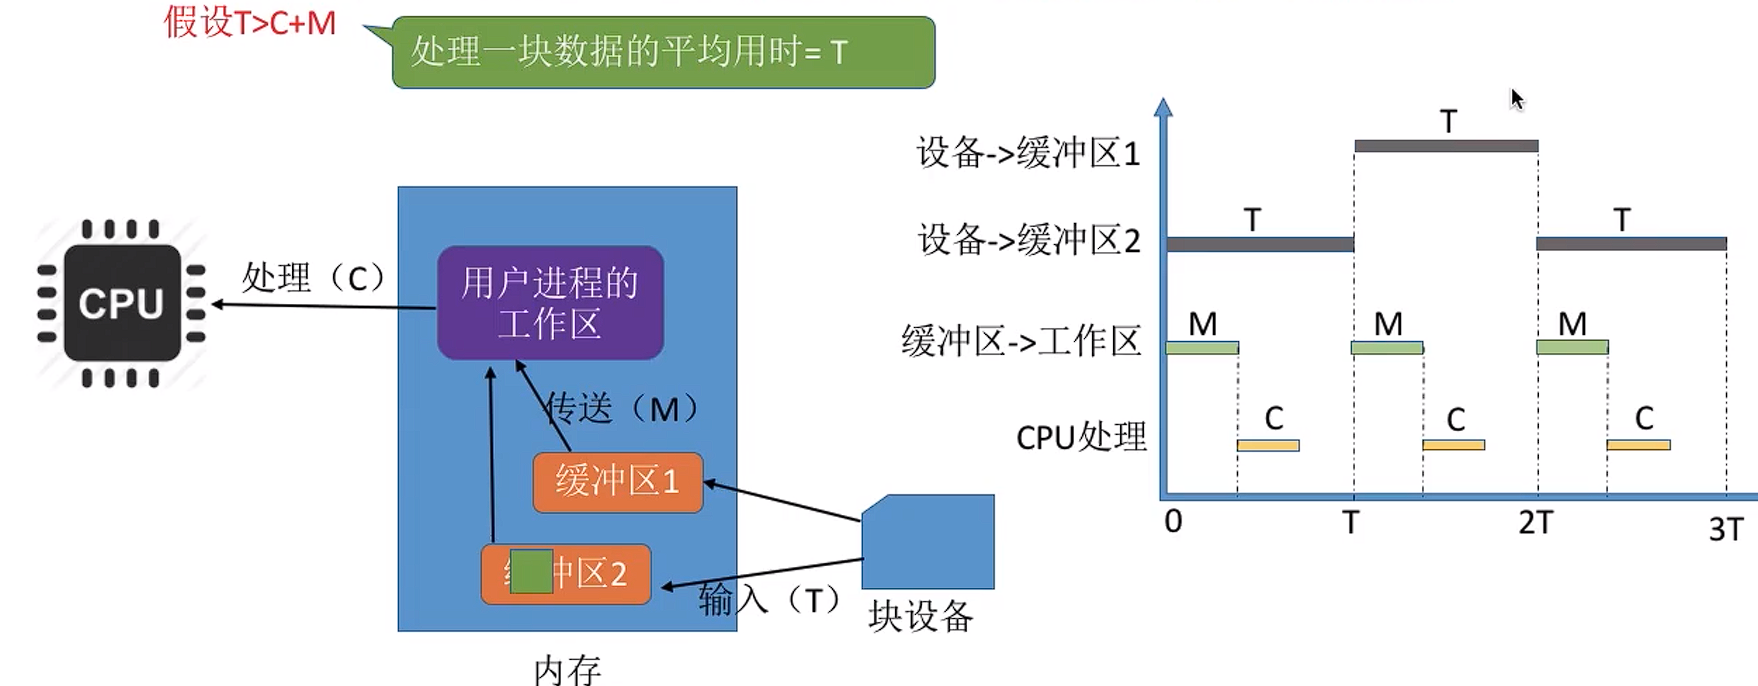 假设T>C+M
处理一块数据的平均用时= T
CPU
处理（C）
用户进程的
工作区
传送（M）
缓冲区1
冲区2
输入（T）
块设备
内存
设备->缓冲区1
T
设备->缓冲区2
T
T
缓冲区->工作区
M
M
M
CPU处理
C
C
C
0
T
2T
3T